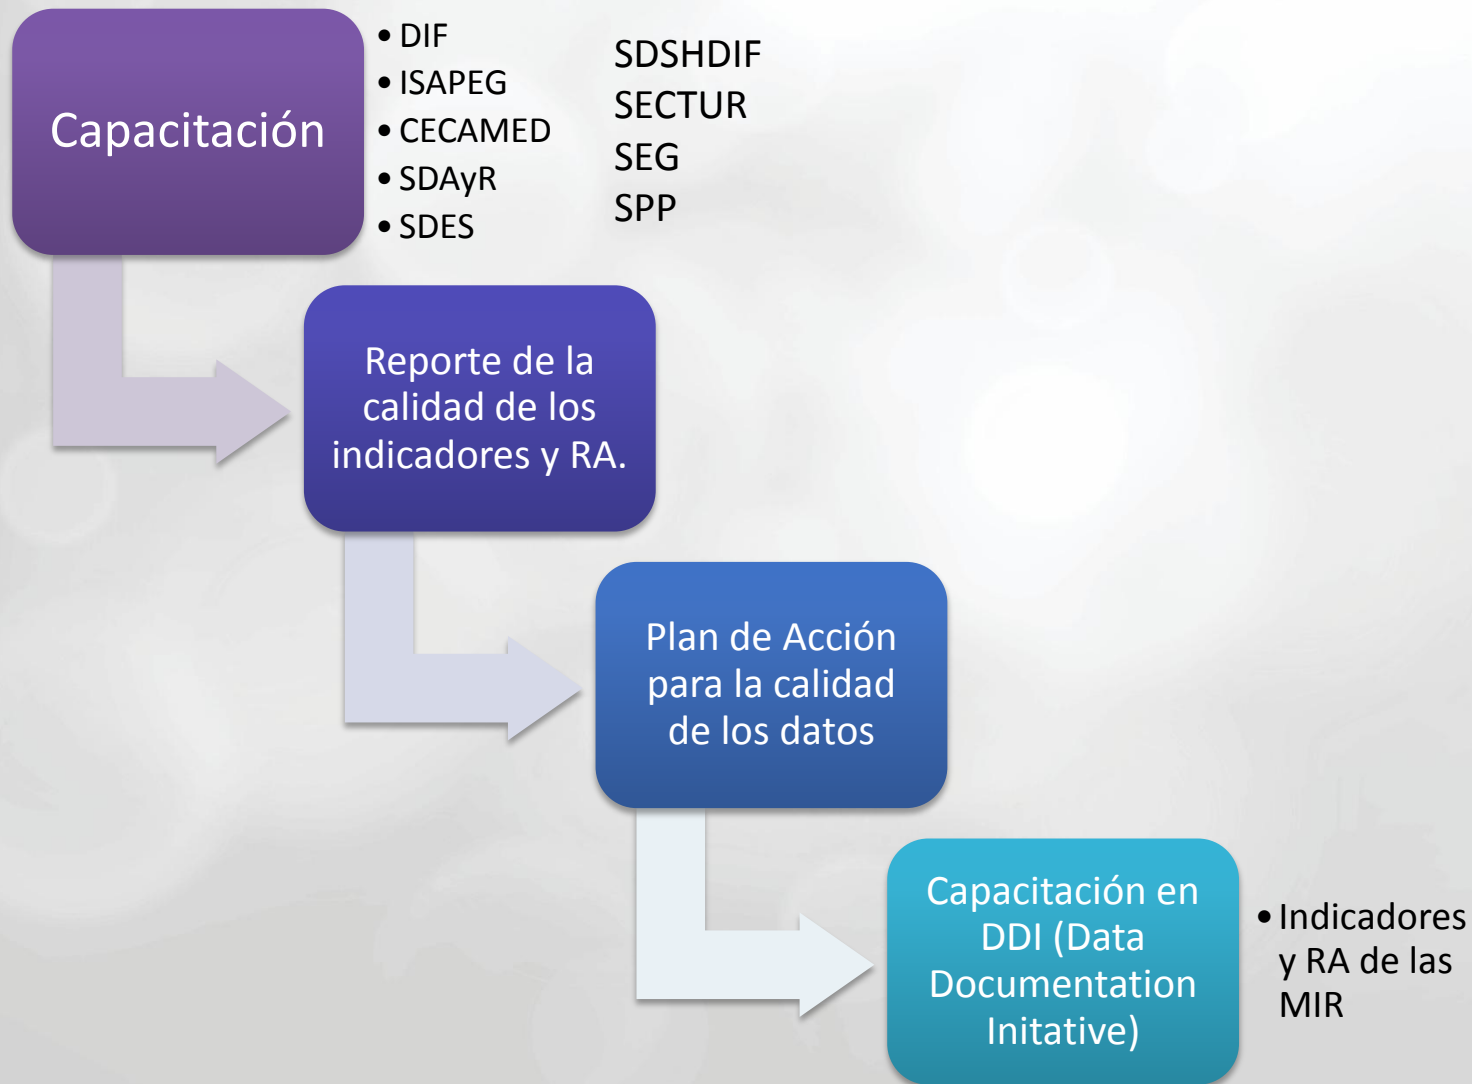 Capacitación
• DIF
• ISAPEG
• CECAMED
• SDAyR
• SDES
SDSHDIF
SECTUR
SEG
SPP
Reporte de la
calidad de los
indicadores y RA.
Plan de Acción
para la calidad
de los datos
Capacitación en
DDI (Data
Documentation
Initative)
• Indicadores
y RA de las
MIR